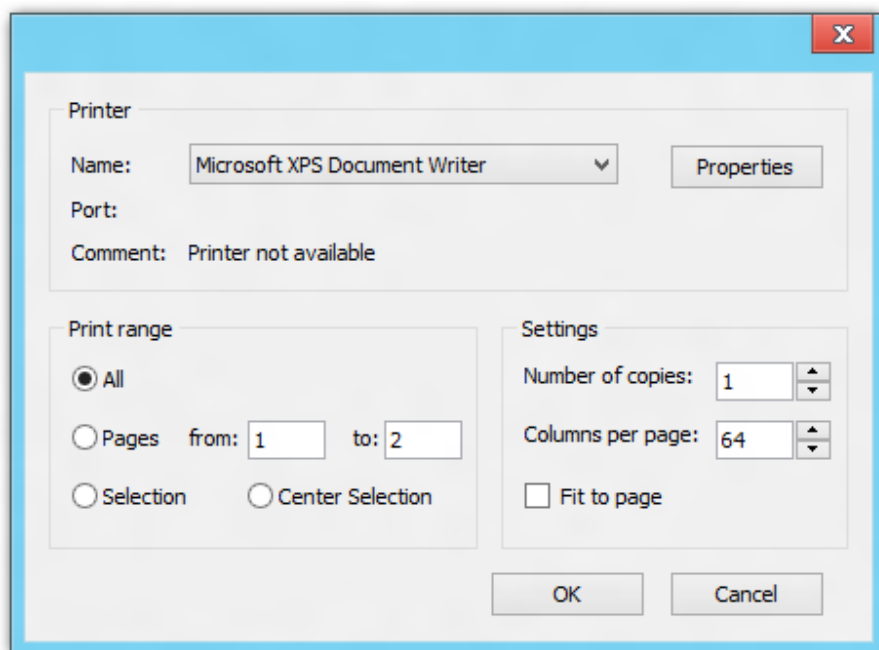 Printer
Name: Microsoft XPS Document Writer Properties
Port:
Comment: Printer not available
Print range
All
Pages from: 1 to: 2
Selection Center Selection
Settings
Number of copies: 1
Columns per page: 64
Fit to page
OK Cancel